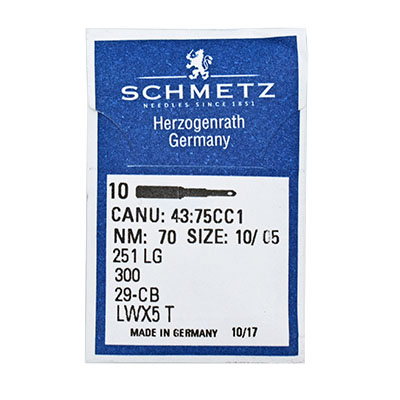 SCHMETZ
NEEDLES SINCE 1851
Herzogenrath
Germany
10
CANU: 43:75CC1
NM: 70 SIZE: 10/ 05
251 LG
300
29-CB
LWX5 T
MADE IN GERMANY 10/17